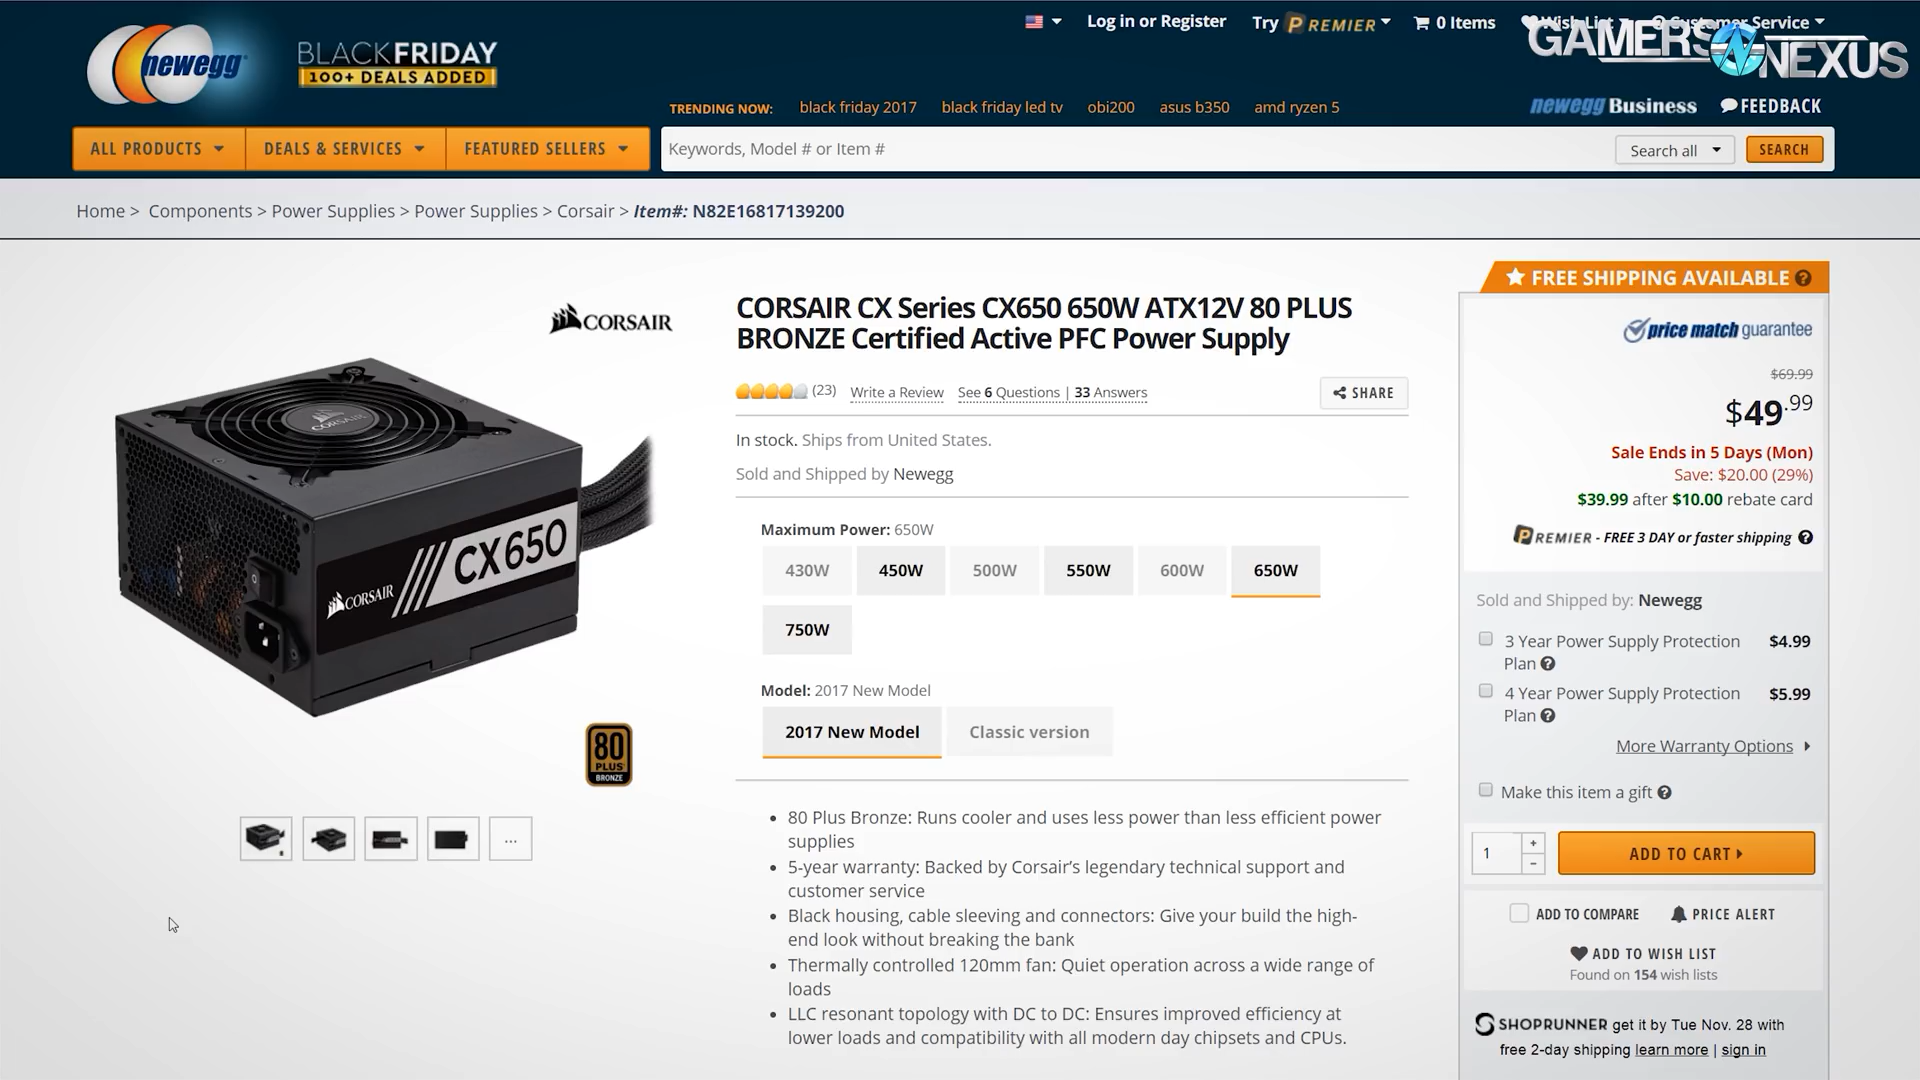 Log in or Register
Try PREMIER
0 Items
Wish List
Customer Service
GAMERS NEXUS
newegg
BLACK FRIDAY
100+ DEALS ADDED
TRENDING NOW: black friday 2017 black friday led tv obi200 asus b350 amd ryzen 5
newegg Business
FEEDBACK
ALL PRODUCTS
DEALS & SERVICES
FEATURED SELLERS
Keywords, Model # or Item #
Search all
SEARCH
Home > Components > Power Supplies > Power Supplies > Corsair > Item#: N82E16817139200
CORSAIR
CORSAIR
CORSAIR
CX650
80
PLUS
BRONZE
...
CORSAIR CX Series CX650 650W ATX12V 80 PLUS
BRONZE Certified Active PFC Power Supply
(23) Write a Review See 6 Questions | 33 Answers
SHARE
In stock. Ships from United States.
Sold and Shipped by Newegg
Maximum Power: 650W
430W 450W 500W 550W 600W 650W
750W
Model: 2017 New Model
2017 New Model Classic version
• 80 Plus Bronze: Runs cooler and uses less power than less efficient power
supplies
• 5-year warranty: Backed by Corsair's legendary technical support and
customer service
• Black housing, cable sleeving and connectors: Give your build the high-
end look without breaking the bank
• Thermally controlled 120mm fan: Quiet operation across a wide range of
loads
• LLC resonant topology with DC to DC: Ensures improved efficiency at
lower loads and compatibility with all modern day chipsets and CPUs.
FREE SHIPPING AVAILABLE ?
price match guarantee
$69.99
$49.99
Sale Ends in 5 Days (Mon)
Save: $20.00 (29%)
$39.99 after $10.00 rebate card
PREMIER - FREE 3 DAY or faster shipping ?
Sold and Shipped by: Newegg
3 Year Power Supply Protection $4.99
Plan ?
4 Year Power Supply Protection $5.99
Plan ?
More Warranty Options
Make this item a gift ?
1 + -
ADD TO CART
ADD TO COMPARE
PRICE ALERT
ADD TO WISH LIST
Found on 154 wish lists
SHOPRUNNER get it by Tue Nov. 28 with
free 2-day shipping learn more | sign in